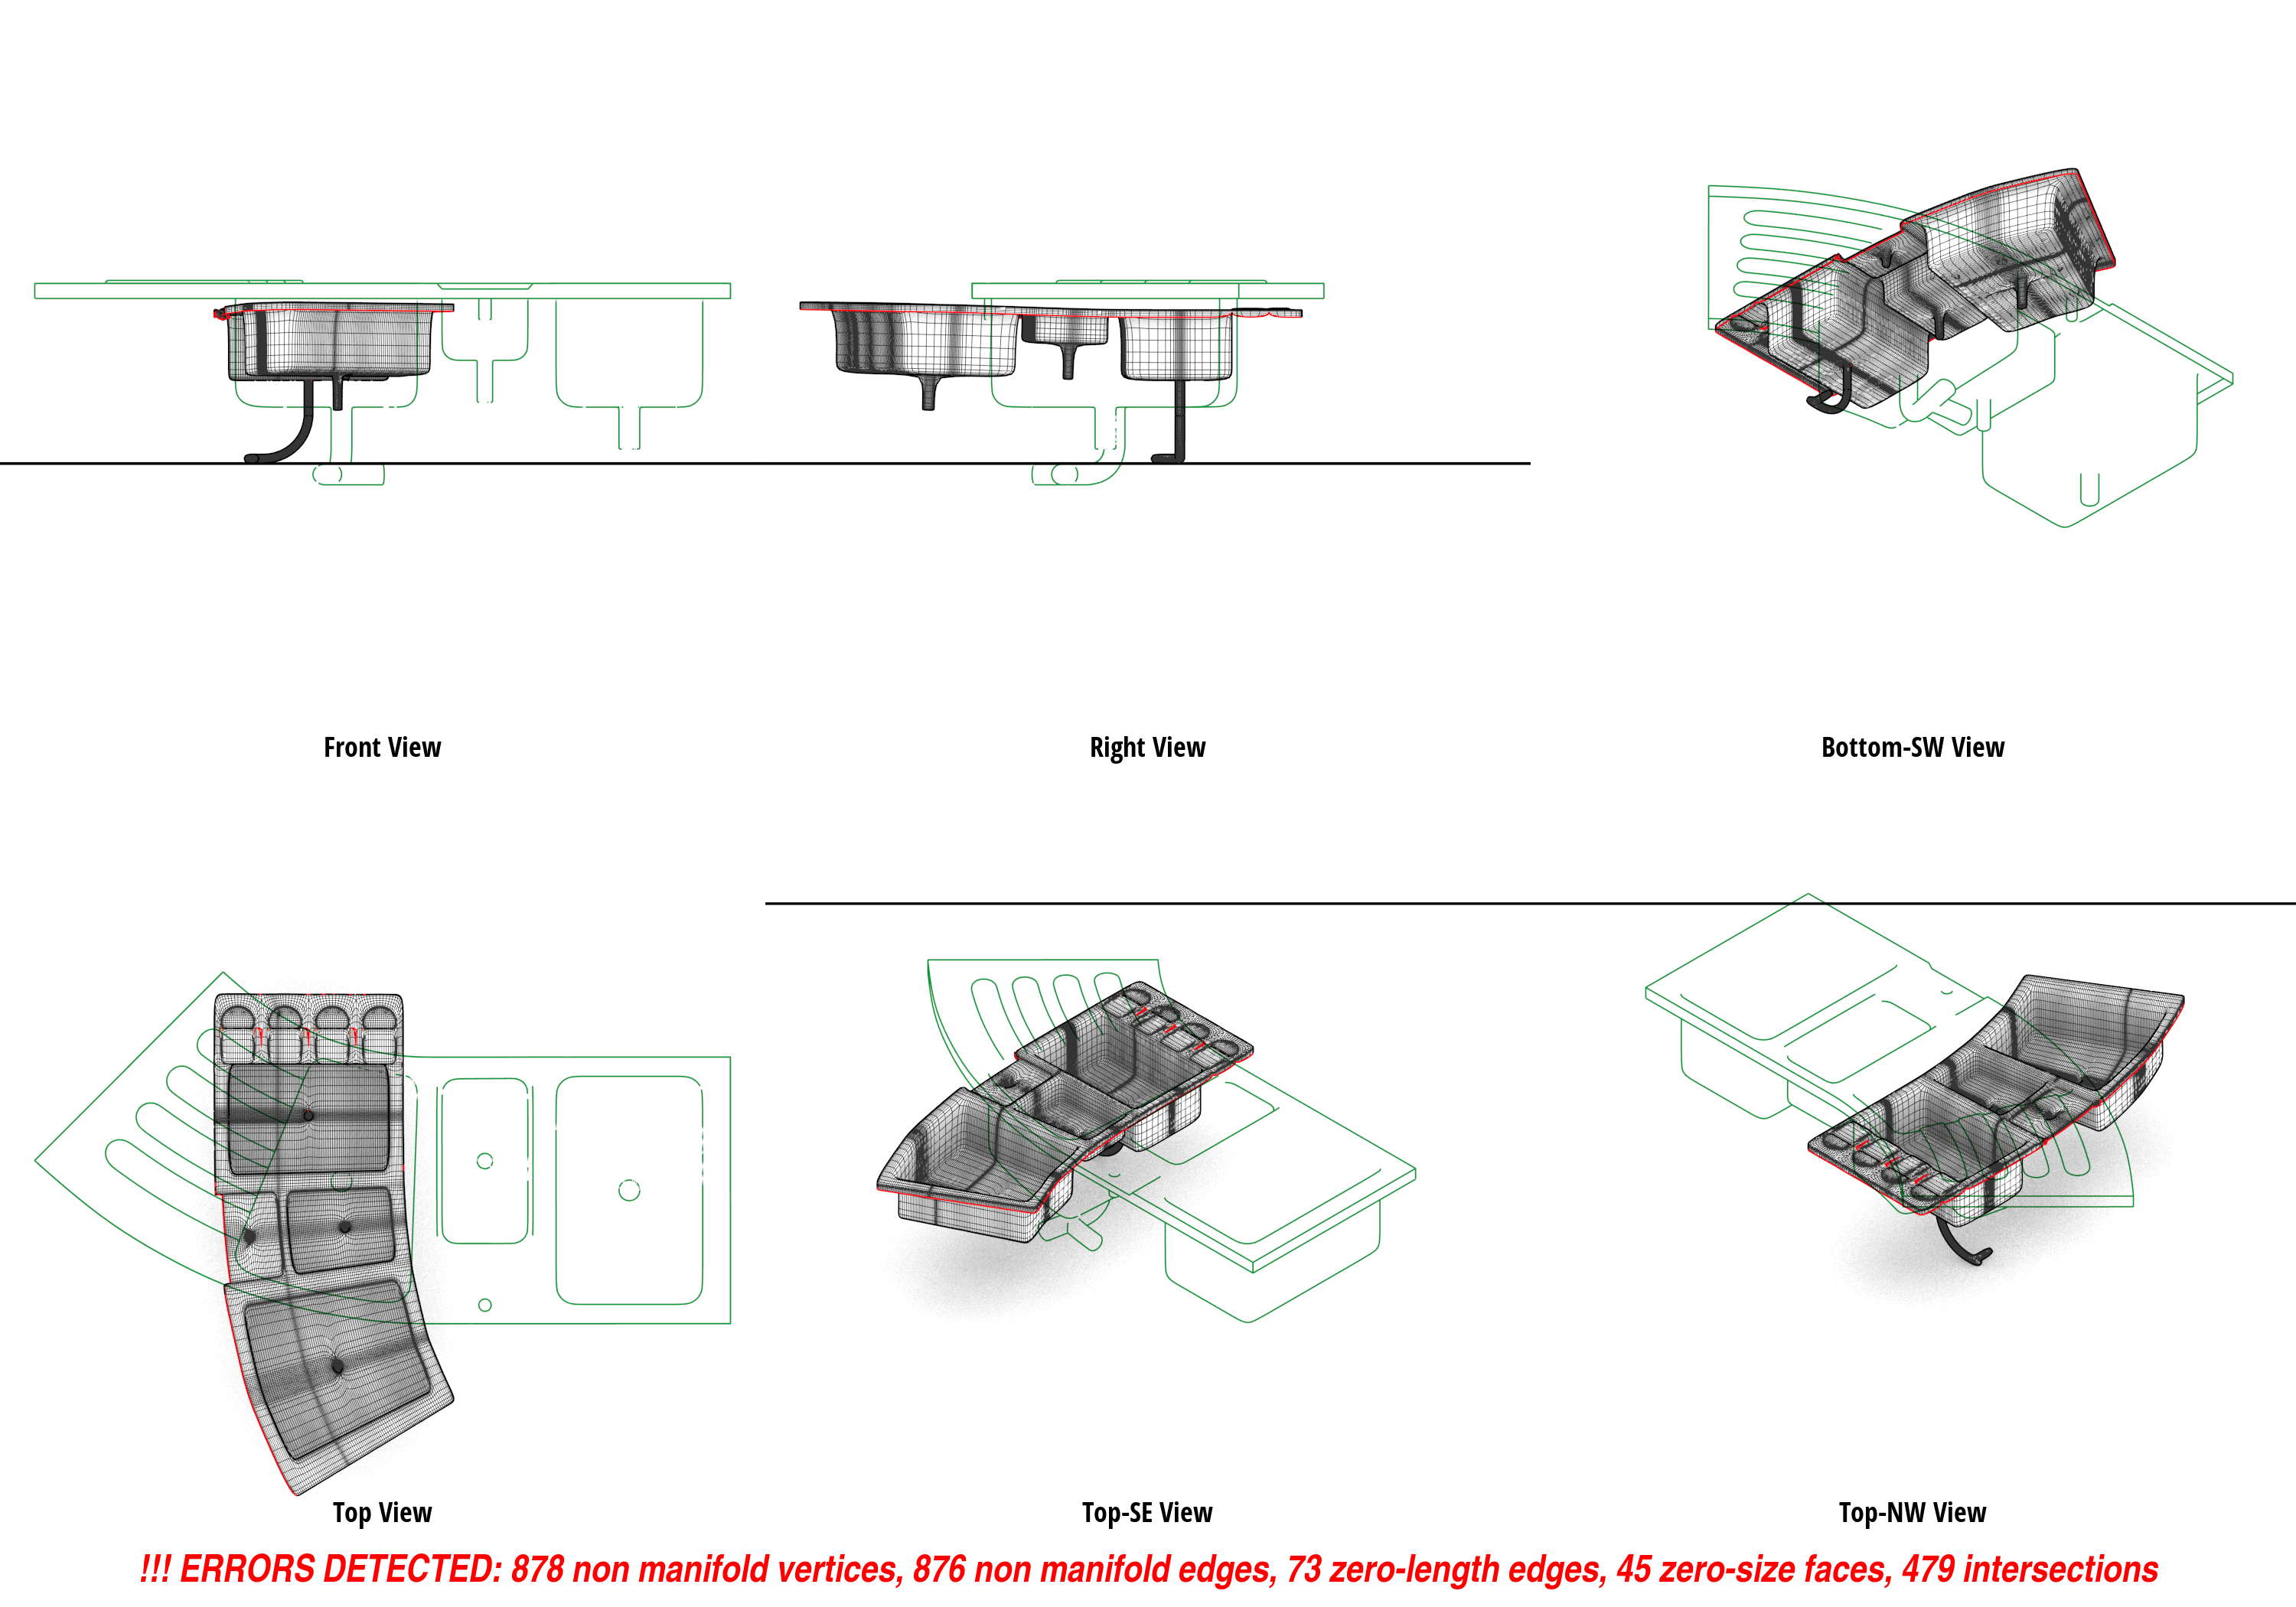 Front View
Right View
Bottom-SW View
Top View
Top-SE View
Top-NW View
!!! ERRORS DETECTED: 878 non manifold vertices, 876 non manifold edges, 73 zero-length edges, 45 zero-size faces, 479 intersections